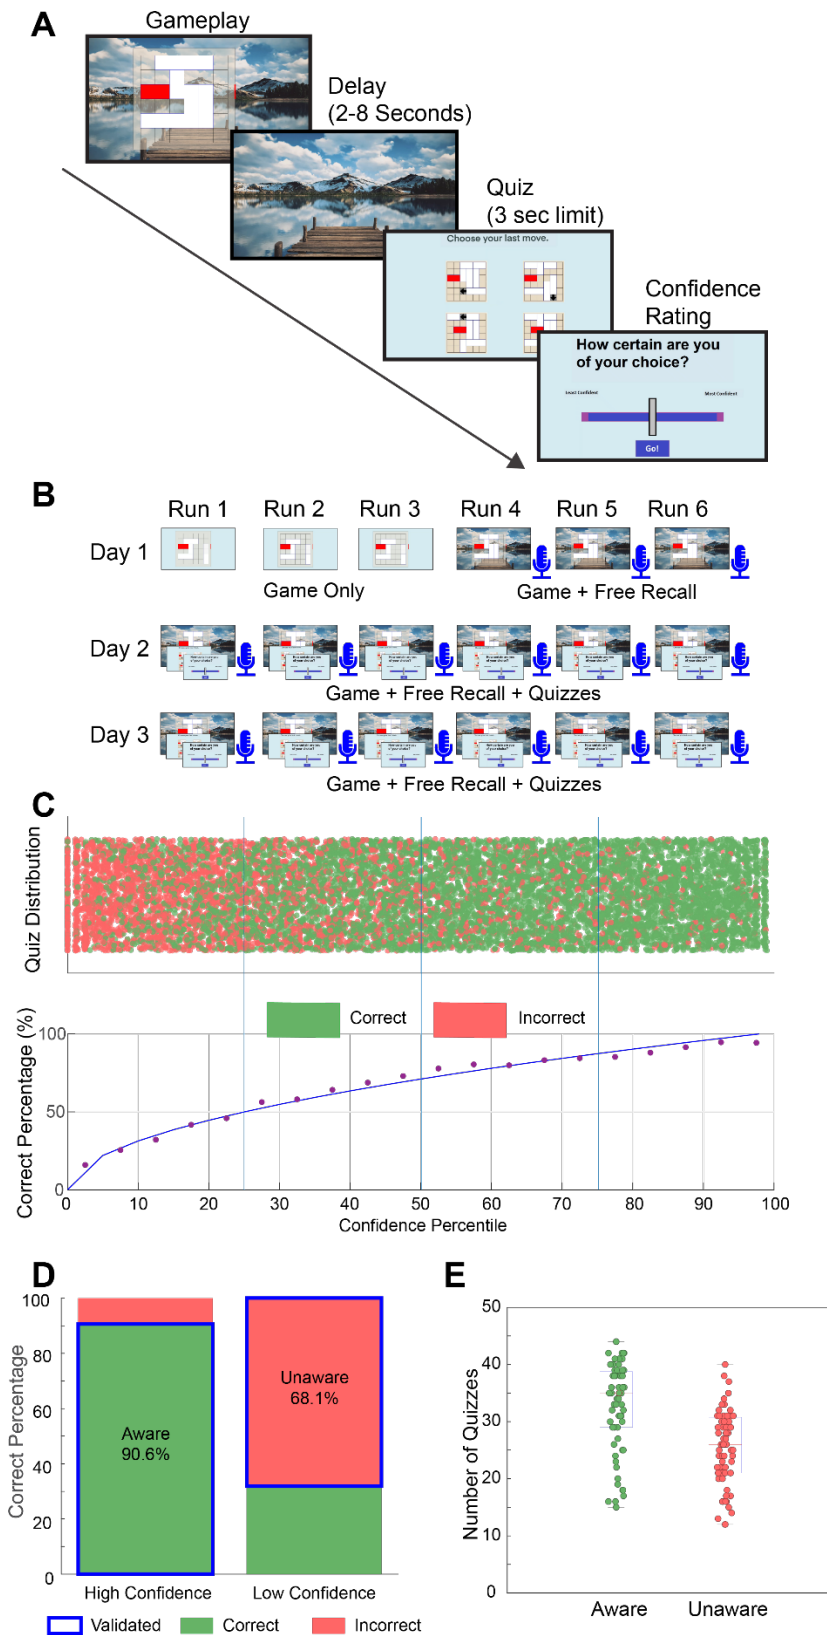 A
Gameplay
Delay
(2-8 Seconds)
Quiz
(3 sec limit)
Choose your last move.
Confidence
Rating
How certain are you
of your choice?
Least Confident
Most Confident
Go!
B
Run 1
Run 2
Run 3
Run 4
Run 5
Run 6
Day 1
Game Only
Game + Free Recall
Day 2
Game + Free Recall + Quizzes
Day 3
Game + Free Recall + Quizzes
C
Quiz Distribution
Correct
Incorrect
Correct Percentage (%)
100
50
0
0
10
20
30
40
50
60
70
80
90
100
Confidence Percentile
D
Correct Percentage
100
80
60
40
20
0
Aware
90.6%
Unaware
68.1%
High Confidence
Low Confidence
Validated
Correct
Incorrect
E
Number of Quizzes
50
40
30
20
10
0
Aware
Unaware